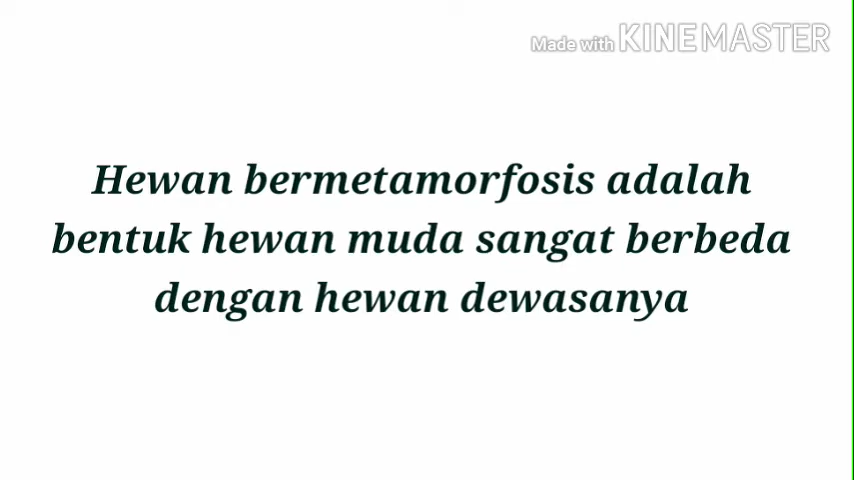 Made with KINEMASTER
Hewan bermetamorfosis adalah
bentuk hewan muda sangat berbeda
dengan hewan dewasanya